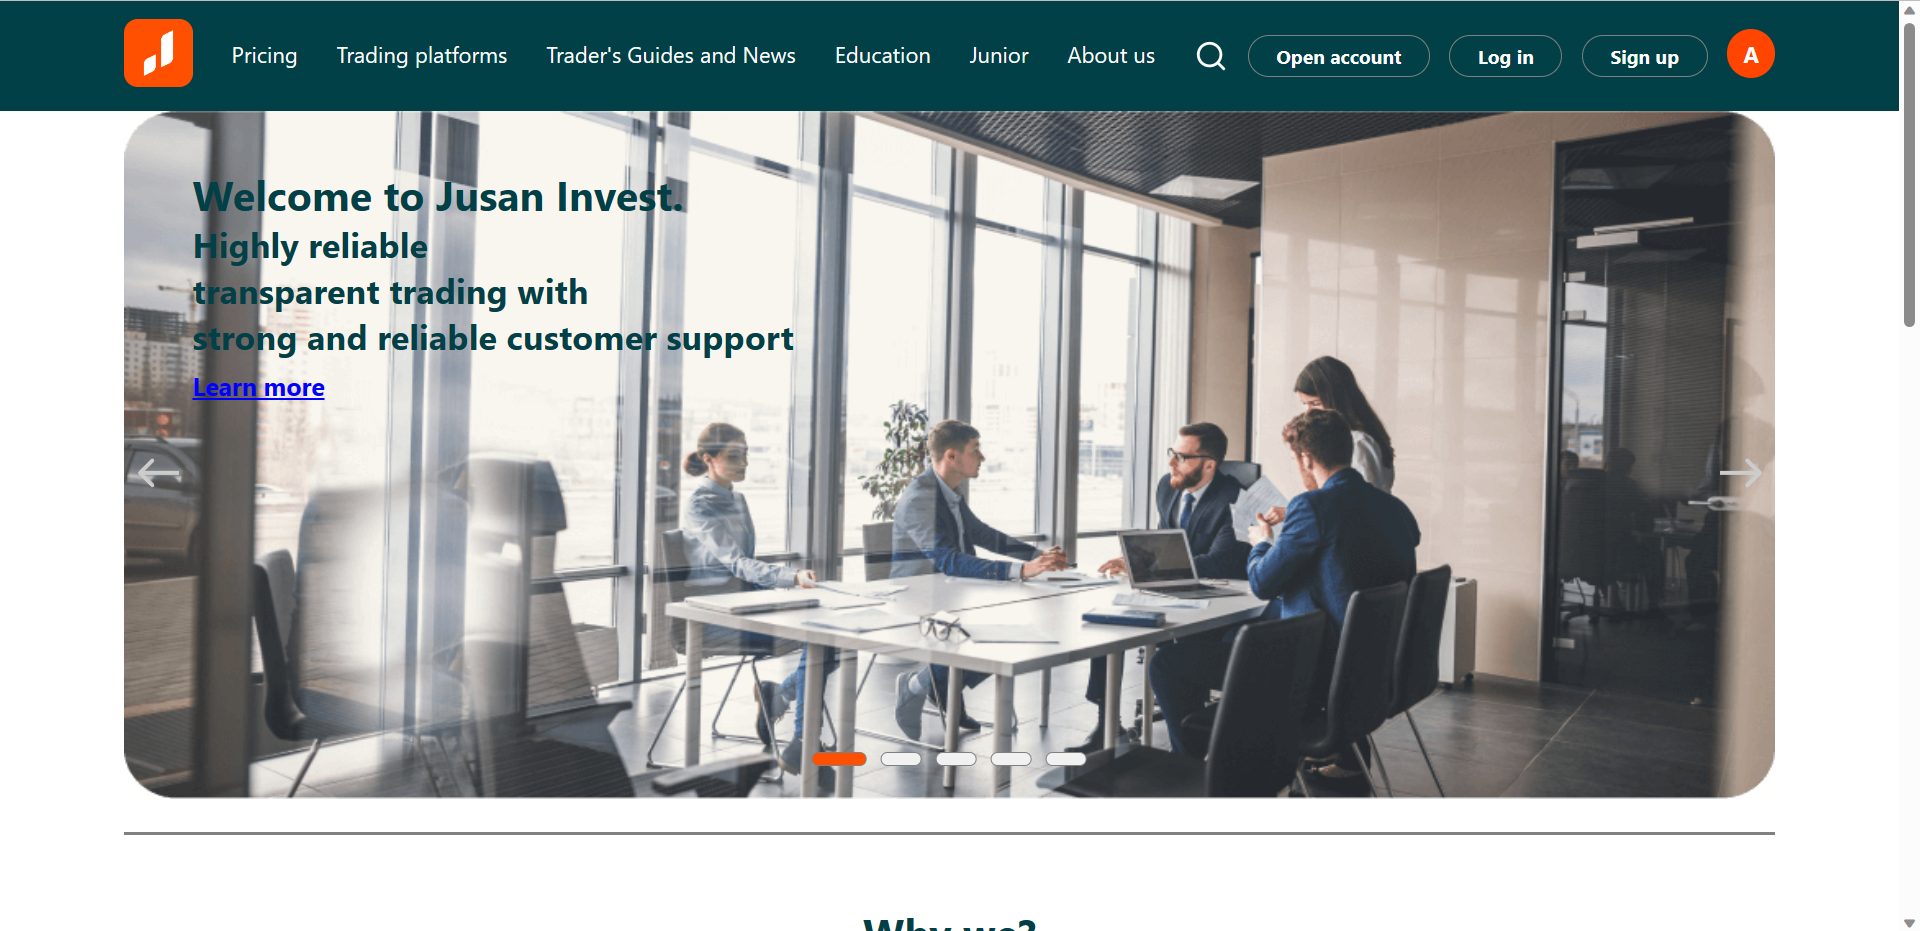 Pricing
Trading platforms
Trader's Guides and News
Education
Junior
About us
Open account
Log in
Sign up
A
Welcome to Jusan Invest.
Highly reliable
transparent trading with
strong and reliable customer support
Learn more
Why we?